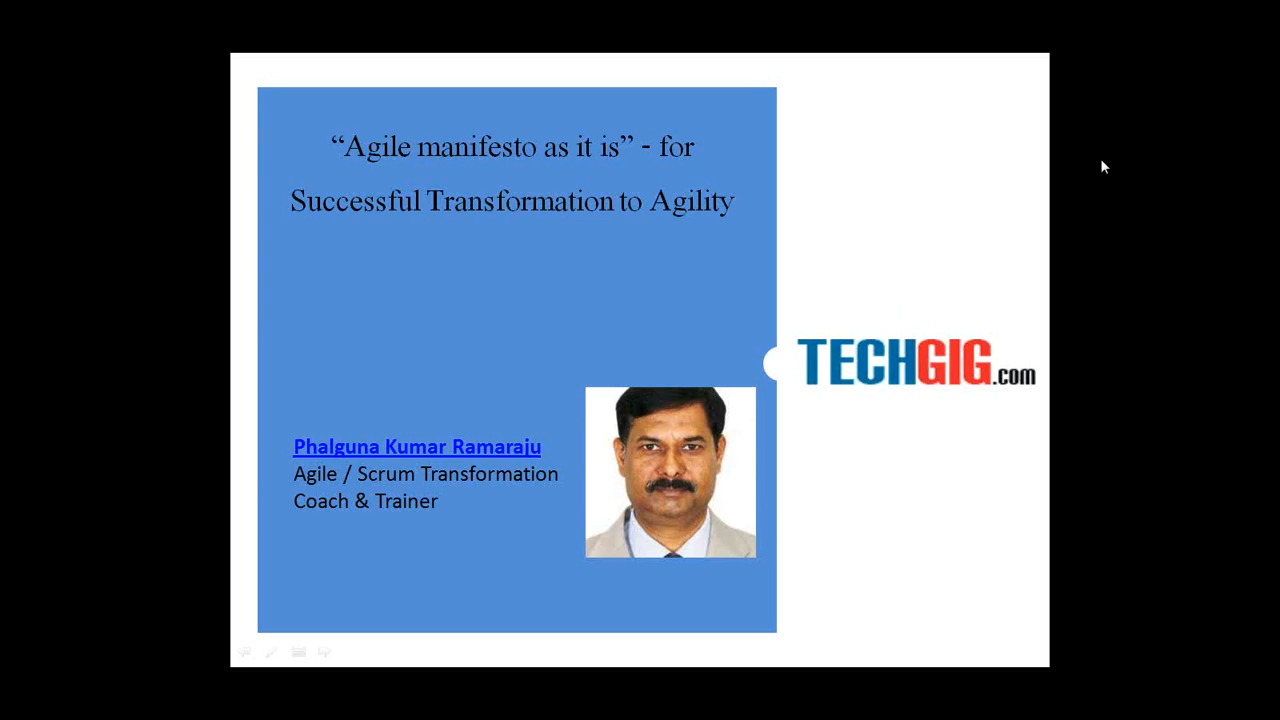 “Agile manifesto as it is” - for
Successful Transformation to Agility
TECHGIG.com
Phalguna Kumar Ramaraju
Agile / Scrum Transformation
Coach & Trainer